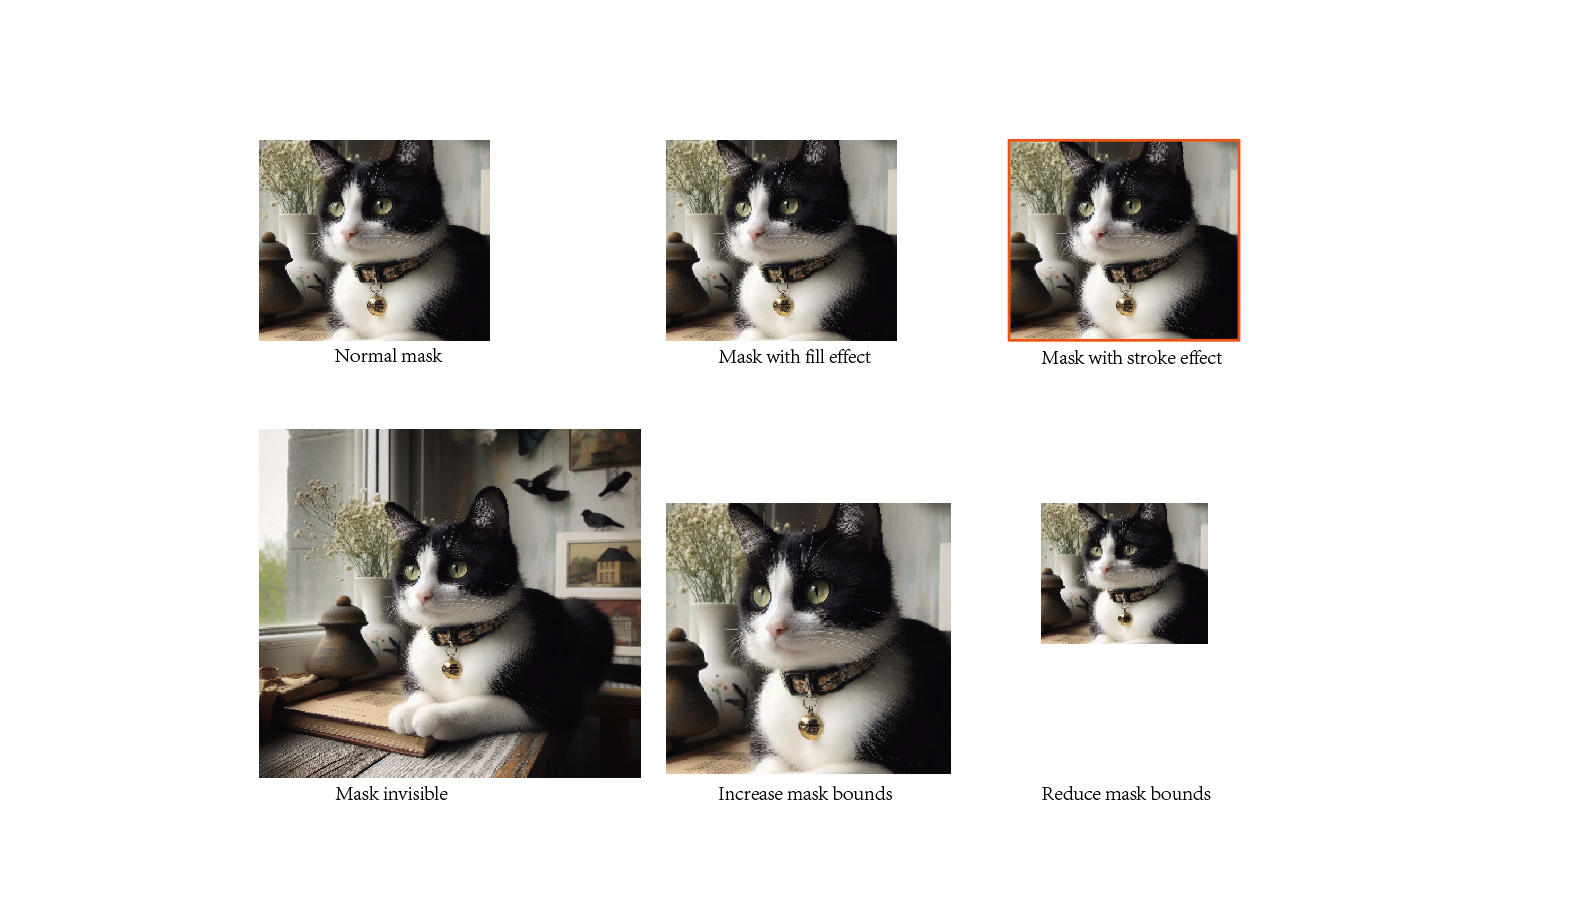 Normal mask
Mask with fill effect
Mask with stroke effect
Mask invisible
Increase mask bounds
Reduce mask bounds